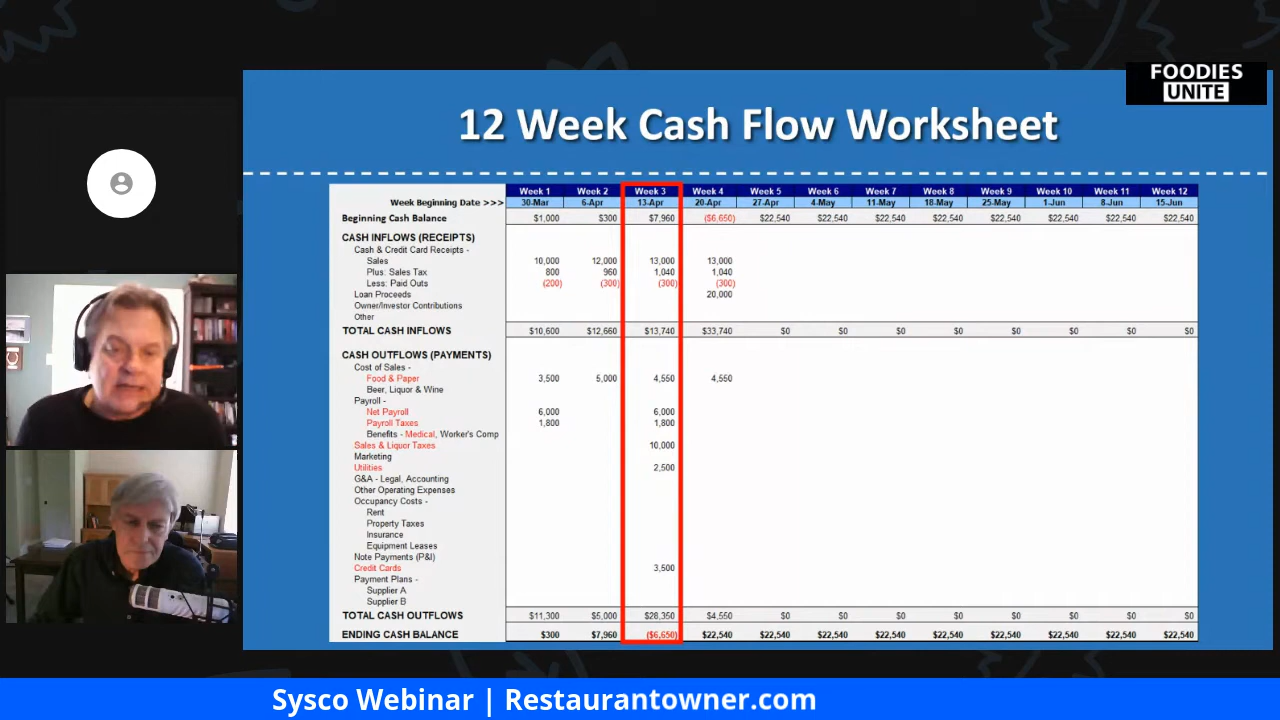 FOODIES
UNITE
12 Week Cash Flow Worksheet
Week 1 Week 2 Week 3 Week 4 Week 5 Week 6 Week 7 Week 8 Week 9 Week 10 Week 11 Week 12
Week Beginning Date >>> 30-Mar 6-Apr 13-Apr 20-Apr 27-Apr 4-May 11-May 18-May 25-May 1-Jun 8-Jun 15-Jun
Beginning Cash Balance $1,000 $300 $7,960 ($6,650) $22,540 $22,540 $22,540 $22,540 $22,540 $22,540 $22,540 $22,540
CASH INFLOWS (RECEIPTS)
Cash & Credit Card Receipts -
Sales 10,000 12,000 13,000 13,000
Plus: Sales Tax 800 960 1,040 1,040
Less: Paid Outs (200) (300) (300) (300)
Loan Proceeds 20,000
Owner/Investor Contributions
Other
TOTAL CASH INFLOWS $10,600 $12,660 $13,740 $33,740 $0 $0 $0 $0 $0 $0 $0 $0
CASH OUTFLOWS (PAYMENTS)
Cost of Sales -
Food & Paper 3,500 5,000 4,550 4,550
Beer, Liquor & Wine
Payroll -
Net Payroll 6,000 6,000
Payroll Taxes 1,800 1,800
Benefits - Medical, Worker's Comp
Sales & Liquor Taxes 10,000
Marketing
Utilities 2,500
G&A - Legal, Accounting
Other Operating Expenses
Occupancy Costs -
Rent
Property Taxes
Insurance
Equipment Leases
Note Payments (P&I)
Credit Cards 3,500
Payment Plans -
Supplier A
Supplier B
TOTAL CASH OUTFLOWS $11,300 $5,000 $28,350 $4,550 $0 $0 $0 $0 $0 $0 $0 $0
ENDING CASH BALANCE $300 $7,960 ($6,650) $22,540 $22,540 $22,540 $22,540 $22,540 $22,540 $22,540 $22,540 $22,540
Sysco Webinar | Restaurantowner.com